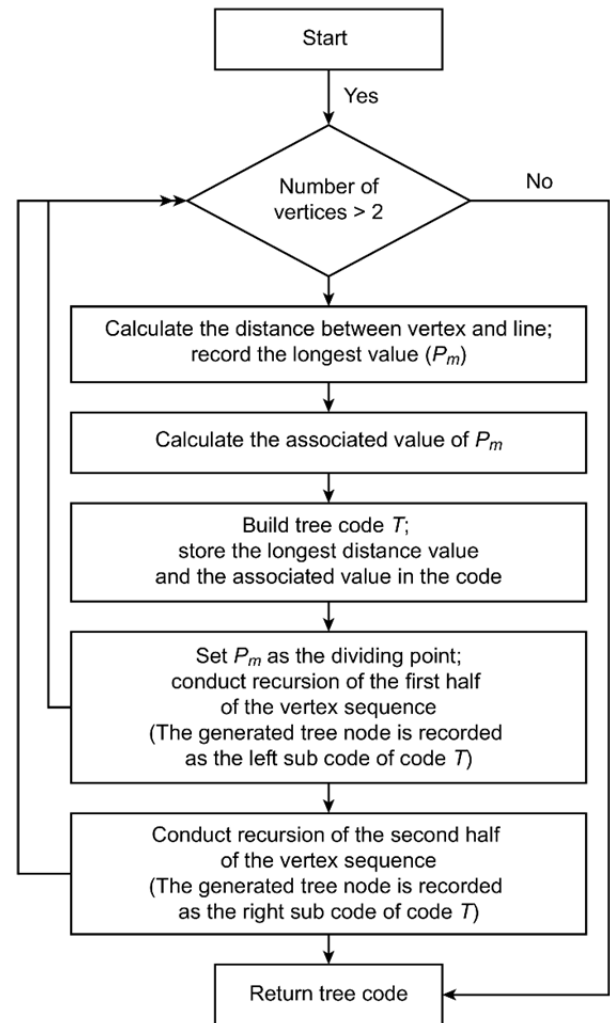 Start
Yes
Number of
vertices > 2
No
Calculate the distance between vertex and line;
record the longest value (Pm)
Calculate the associated value of Pm
Build tree code T;
store the longest distance value
and the associated value in the code
Set Pm as the dividing point;
conduct recursion of the first half
of the vertex sequence
(The generated tree node is recorded
as the left sub code of code T)
Conduct recursion of the second half
of the vertex sequence
(The generated tree node is recorded
as the right sub code of code T)
Return tree code